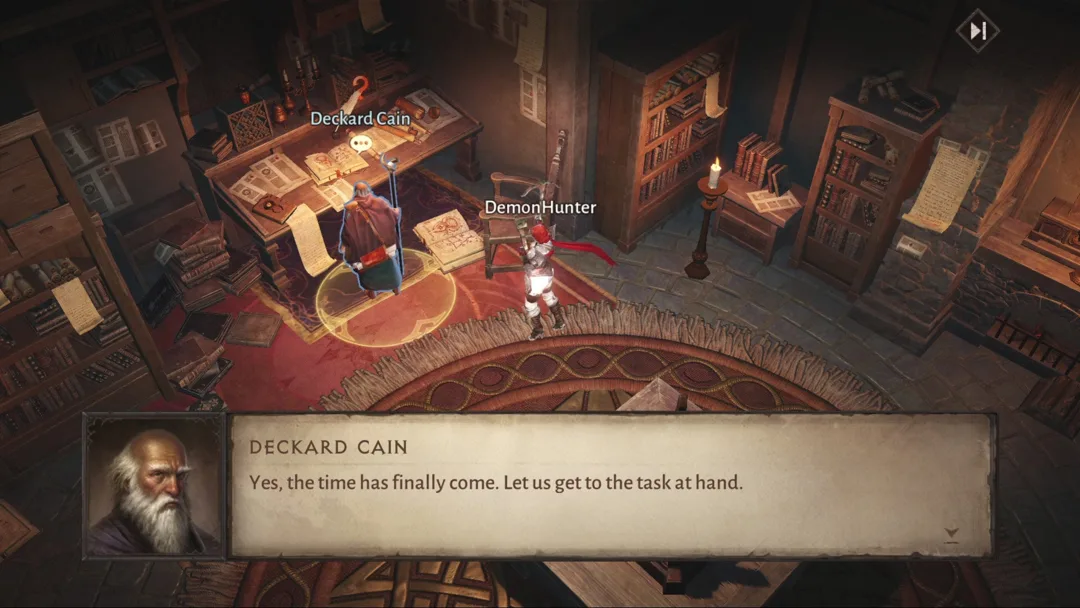 Deckard Cain
DemonHunter
DECKARD CAIN
Yes, the time has finally come. Let us get to the task at hand.